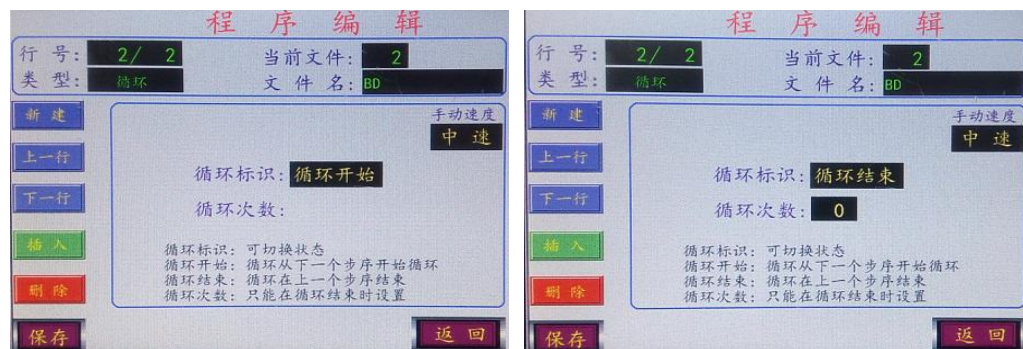 程序编辑
行号: 2/ 2
当前文件: 2
类型: 循环
文件名: BD
新建
上一行
下一行
插入
删除
保存
手动速度
中速
循环标识: 循环开始
循环次数:
循环标识: 可切换状态
循环开始: 循环从下一个步序开始循环
循环结束: 循环在上一个步序结束
循环次数: 只能在循环结束时设置
返回
程序编辑
行号: 2/ 2
当前文件: 2
类型: 循环
文件名: BD
新建
上一行
下一行
插入
删除
保存
手动速度
中速
循环标识: 循环结束
循环次数: 0
循环标识: 可切换状态
循环开始: 循环从下一个步序开始循环
循环结束: 循环在上一个步序结束
循环次数: 只能在循环结束时设置
返回